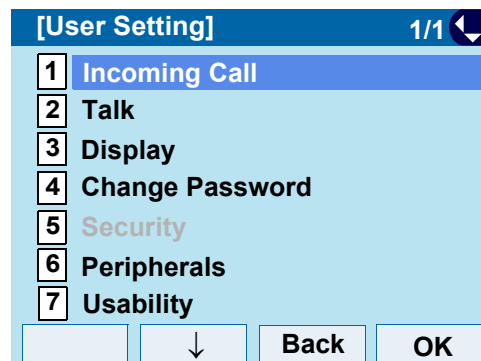 [User Setting] 1/1
1 Incoming Call
2 Talk
3 Display
4 Change Password
5 Security
6 Peripherals
7 Usability
↓ Back OK